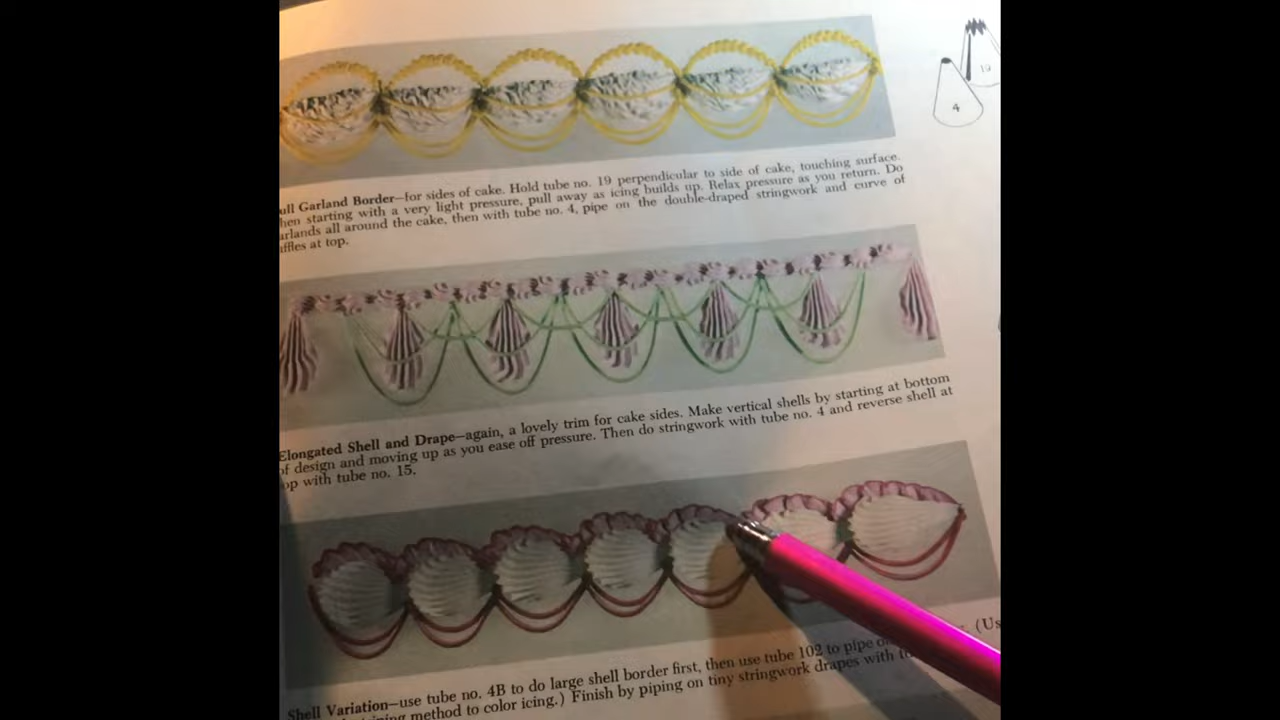 19
4
ull Garland Border—for sides of cake. Hold tube no. 19 perpendicular to side of cake, touching surface.
hen starting with a very light pressure, pull away as icing builds up. Relax pressure as you return. Do
arlands all around the cake, then with tube no. 4, pipe on the double-draped stringwork and curve of
uffles at top.
Elongated Shell and Drape—again, a lovely trim for cake sides. Make vertical shells by starting at bottom
of design and moving up as you ease off pressure. Then do stringwork with tube no. 4 and reverse shell at
op with tube no. 15.
Shell Variation—use tube no. 4B to do large shell border first, then use tube 102 to pipe (Us
method to color icing.) Finish by piping on tiny stringwork drapes with